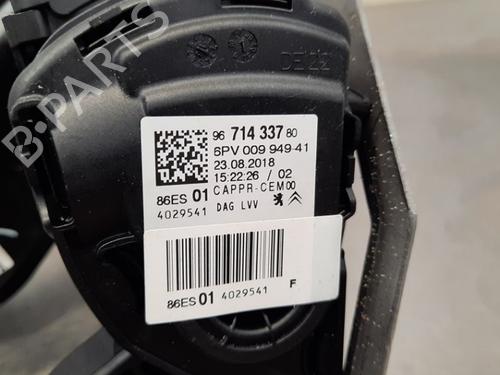 DE22
96 714 337 80
6PV 009 949-41
23.08.2018
15:22:26 / 02
86ES 01 CAPPR-CEM00
4029541 DAG LVV
86ES 01 4029541 F
B-PARTS